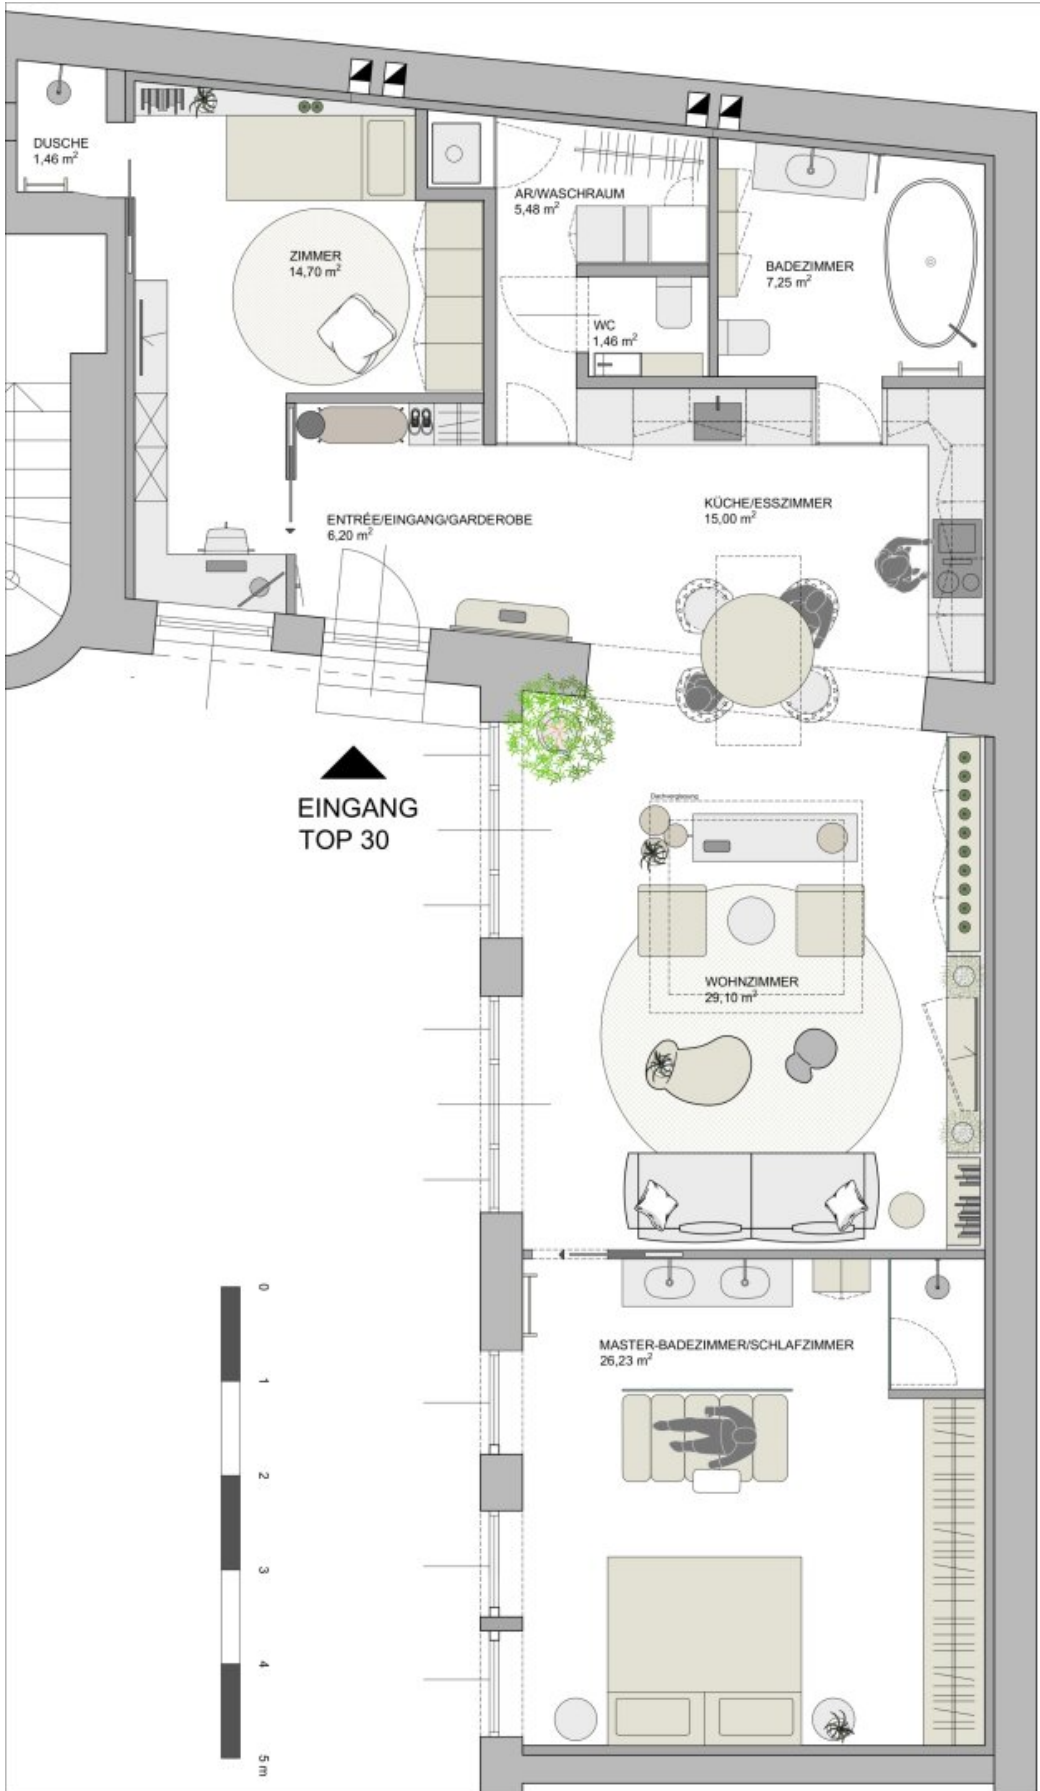 DUSCHE
1,46 m²
ZIMMER
14,70 m²
AR/WASCHRAUM
5,48 m²
BADEZIMMER
7,25 m²
WC
1,46 m²
ENTRÉE/EINGANG/GARDEROBE
6,20 m²
KÜCHE/ESSZIMMER
15,00 m²
EINGANG
TOP 30
Dachverglasung
WOHNZIMMER
29,10 m²
MASTER-BADEZIMMER/SCHLAFZIMMER
26,23 m²
0
1
2
3
4
5 m